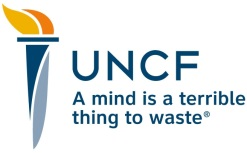 UNCF
A mind is a terrible
thing to waste®